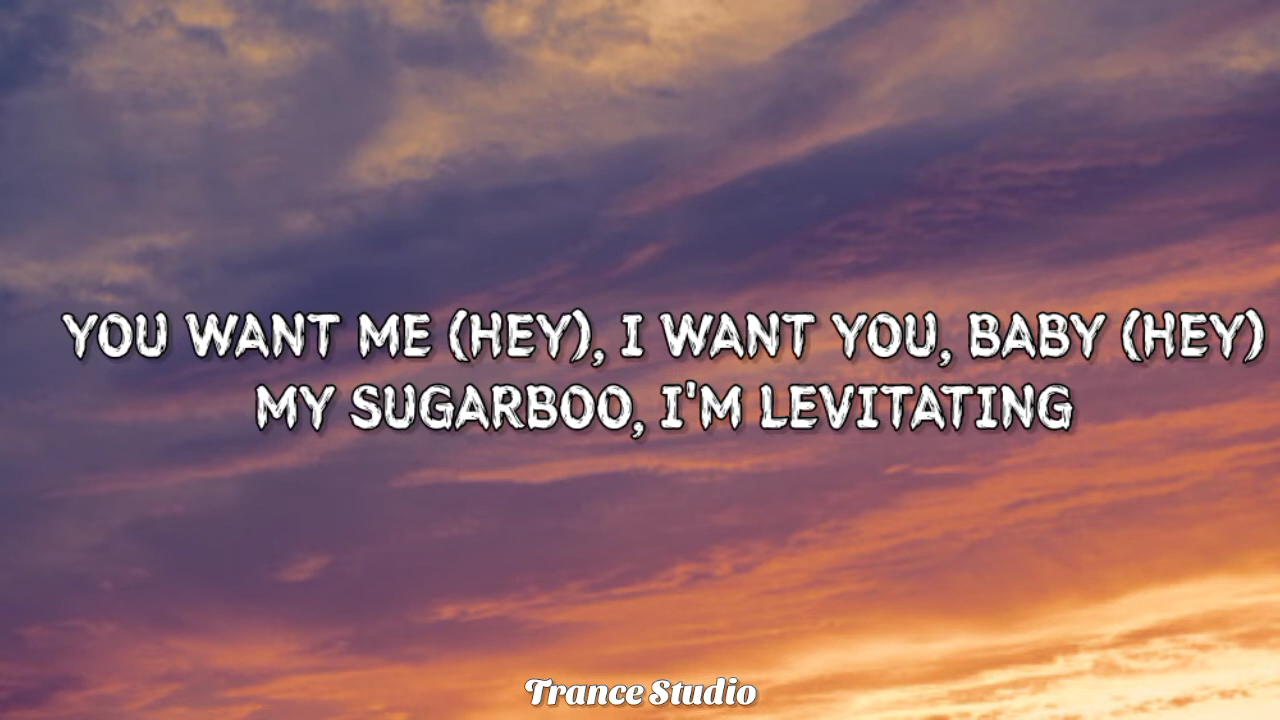 YOU WANT ME (HEY), I WANT YOU, BABY (HEY)
MY SUGARBOO, I'M LEVITATING
Trance Studio